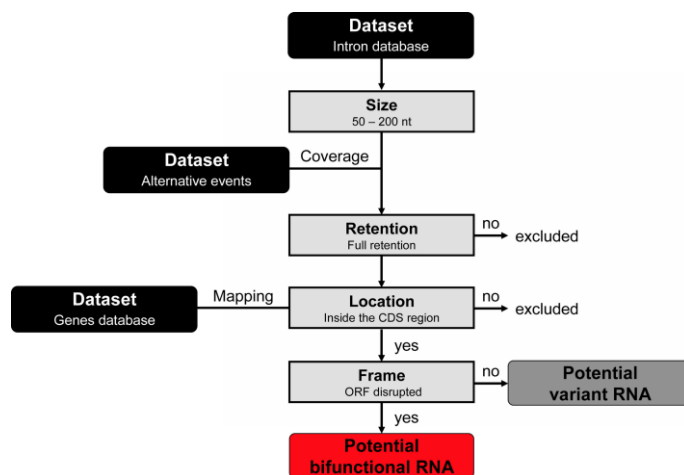 Dataset
Intron database
Size
50 – 200 nt
Dataset
Alternative events
Coverage
Retention
Full retention
no
excluded
Dataset
Genes database
Mapping
Location
Inside the CDS region
no
excluded
yes
Frame
ORF disrupted
no
Potential
variant RNA
yes
Potential
bifunctional RNA